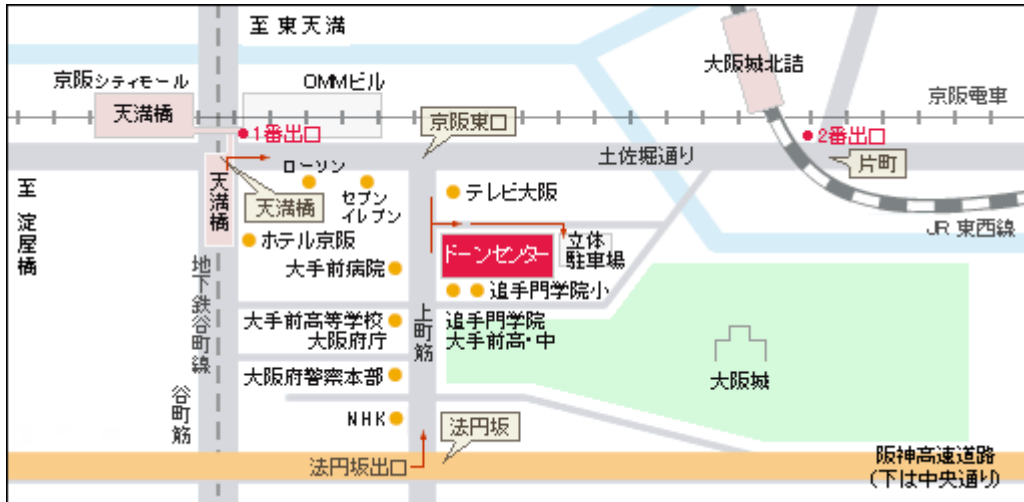 至 東天満
京阪シティモール
天満橋
OMMビル
大阪城北詰
京阪電車
1番出口
京阪東口
2番出口
土佐堀通り
片町
至 淀屋橋
天満橋
ローソン
天満橋
セブン
イレブン
テレビ大阪
JR 東西線
ホテル京阪
ドーンセンター
立体
駐車場
大手前病院
追手門学院小
地下鉄谷町線
大手前高等学校
大阪府庁
上町筋
追手門学院
大手前高・中
大阪城
大阪府警察本部
谷町筋
NHK
法円坂
法円坂出口
阪神高速道路
(下は中央通り)